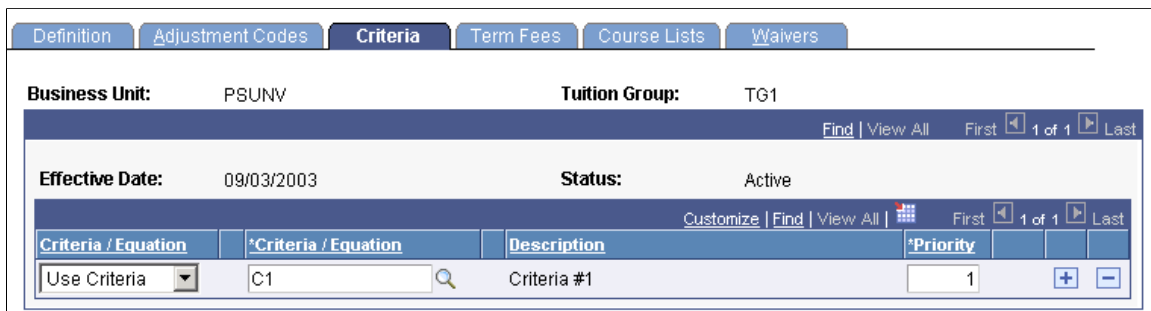 Definition Adjustment Codes Criteria Term Fees Course Lists Waivers
Business Unit: PSUNV Tuition Group: TG1
Find | View All First 1 of 1 Last
Effective Date: 09/03/2003 Status: Active
Customize | Find | View All | First 1 of 1 Last
Criteria / Equation *Criteria / Equation Description *Priority
Use Criteria C1 Criteria #1 1